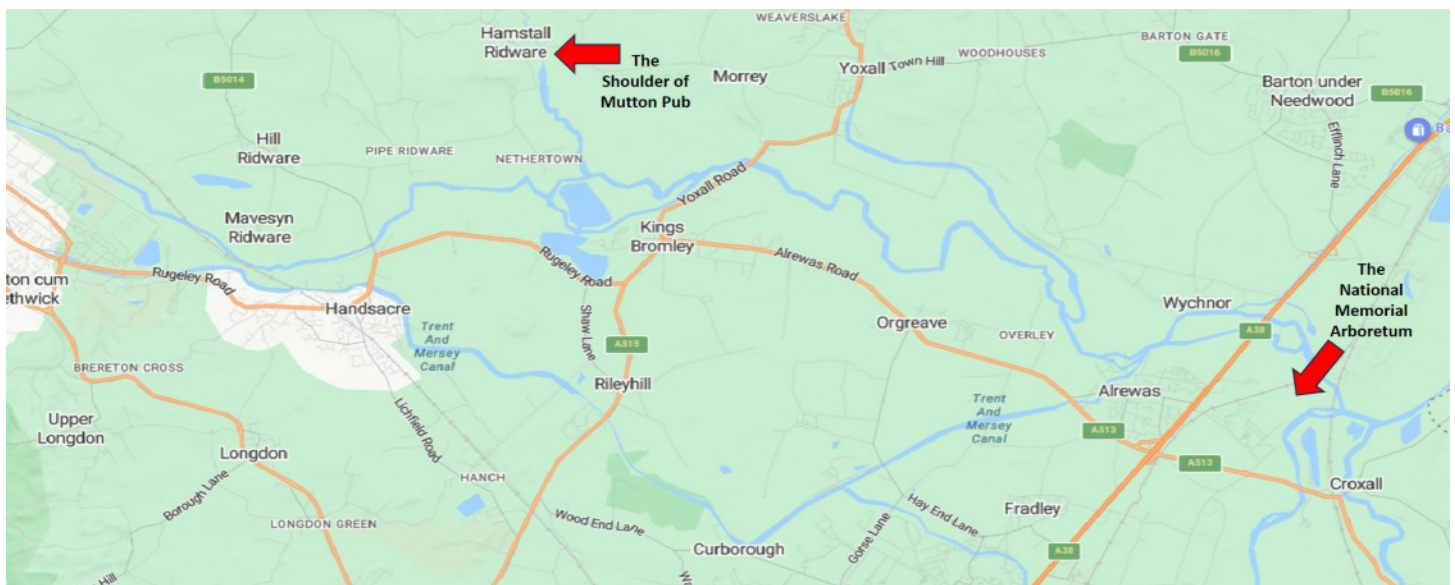 WEAVERSLAKE
Hamstall
Ridware
The
Shoulder of
Mutton Pub
BARTON GATE
B5016
WOODHOUSES
Yoxall
Town Hill
Morrey
B5014
Barton under
Needwood
B5016
Ba
Effinch Lane
Hill
Ridware
PIPE RIDWARE
NETHERTOWN
Yoxall Road
Mavesyn
Ridware
Kings
Bromley
Alrewas Road
Rugeley Road
Rugeley Road
ton cum
ethwick
The
National
Memorial
Arboretum
Wychnor
Handsacre
Shaw Lane
Orgreave
OVERLEY
A38
Trent
And
Mersey
Canal
A515
BRERETON CROSS
Rileyhill
Alrewas
Trent
And
Mersey
Canal
Upper
Longdon
Lichfield Road
A513
Longdon
A513
HANCH
Croxall
Borough Lane
Hay End Lane
Fradley
LONGDON GREEN
Wood End Lane
Gorse Lane
Curborough
A38
Hill